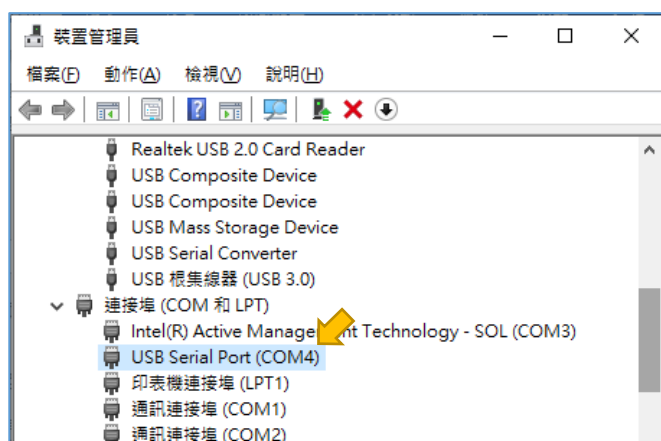 裝置管理員
檔案(F) 動作(A) 檢視(V) 說明(H)
Realtek USB 2.0 Card Reader
USB Composite Device
USB Composite Device
USB Mass Storage Device
USB Serial Converter
USB 根集線器 (USB 3.0)
連接埠 (COM 和 LPT)
Intel(R) Active Management Technology - SOL (COM3)
USB Serial Port (COM4)
印表機連接埠 (LPT1)
通訊連接埠 (COM1)
通訊連接埠 (COM2)